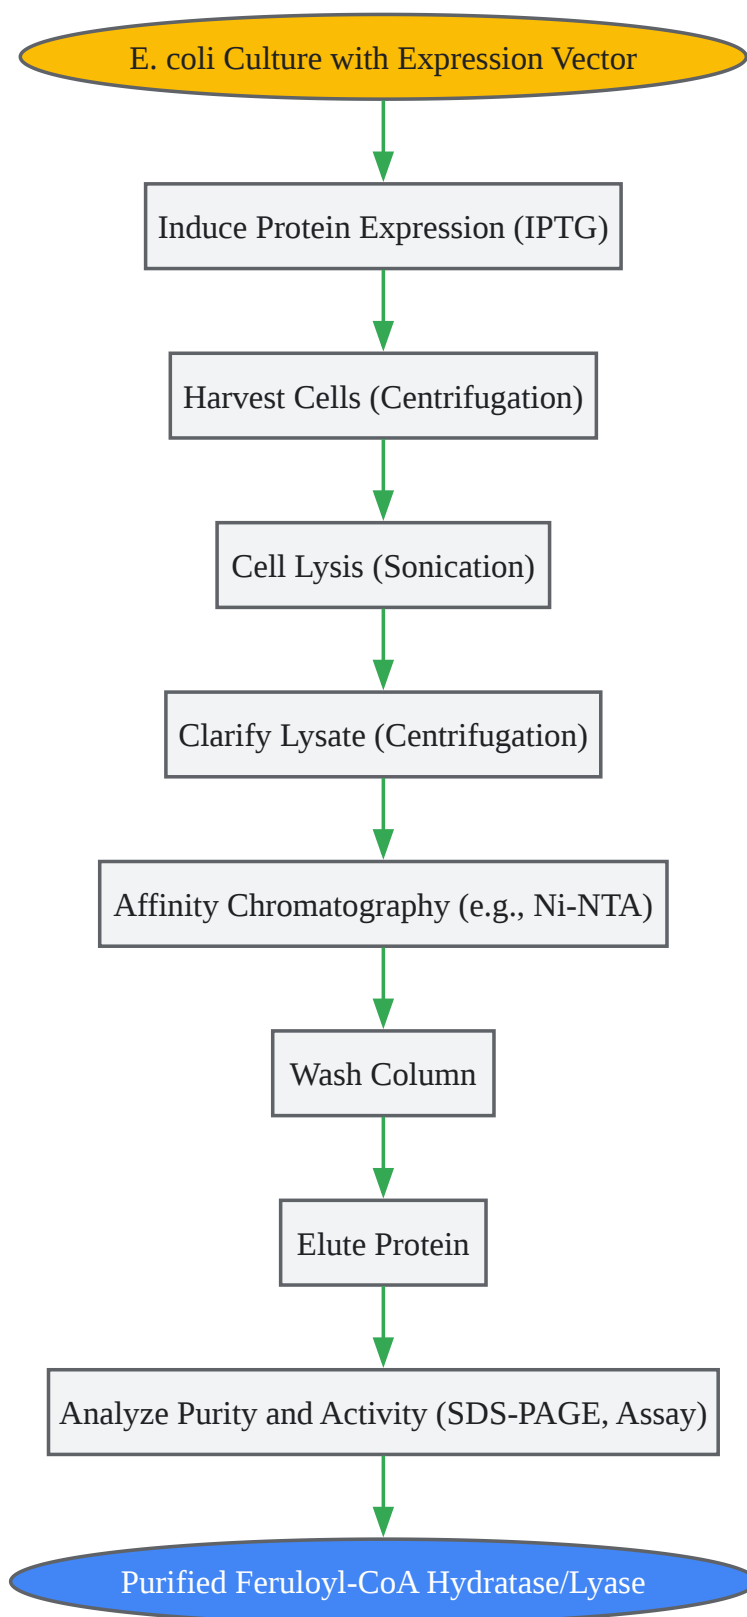 E. coli Culture with Expression Vector
Induce Protein Expression (IPTG)
Harvest Cells (Centrifugation)
Cell Lysis (Sonication)
Clarify Lysate (Centrifugation)
Affinity Chromatography (e.g., Ni-NTA)
Wash Column
Elute Protein
Analyze Purity and Activity (SDS-PAGE, Assay)
Purified Feruloyl-CoA Hydratase/Lyase